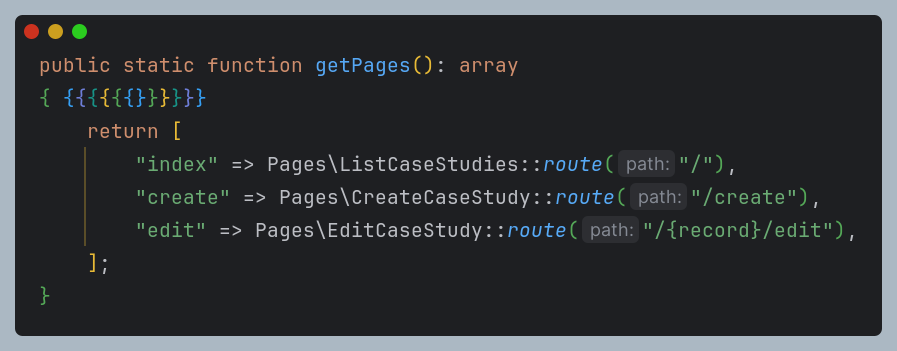 public static function getPages(): array
{ {{{{{{{}}}}}}}
return [
"index" => Pages\ListCaseStudies::route( path: "/"),
"create" => Pages\CreateCaseStudy::route( path: "/create"),
"edit" => Pages\EditCaseStudy::route( path: "/{record}/edit"),
];
}